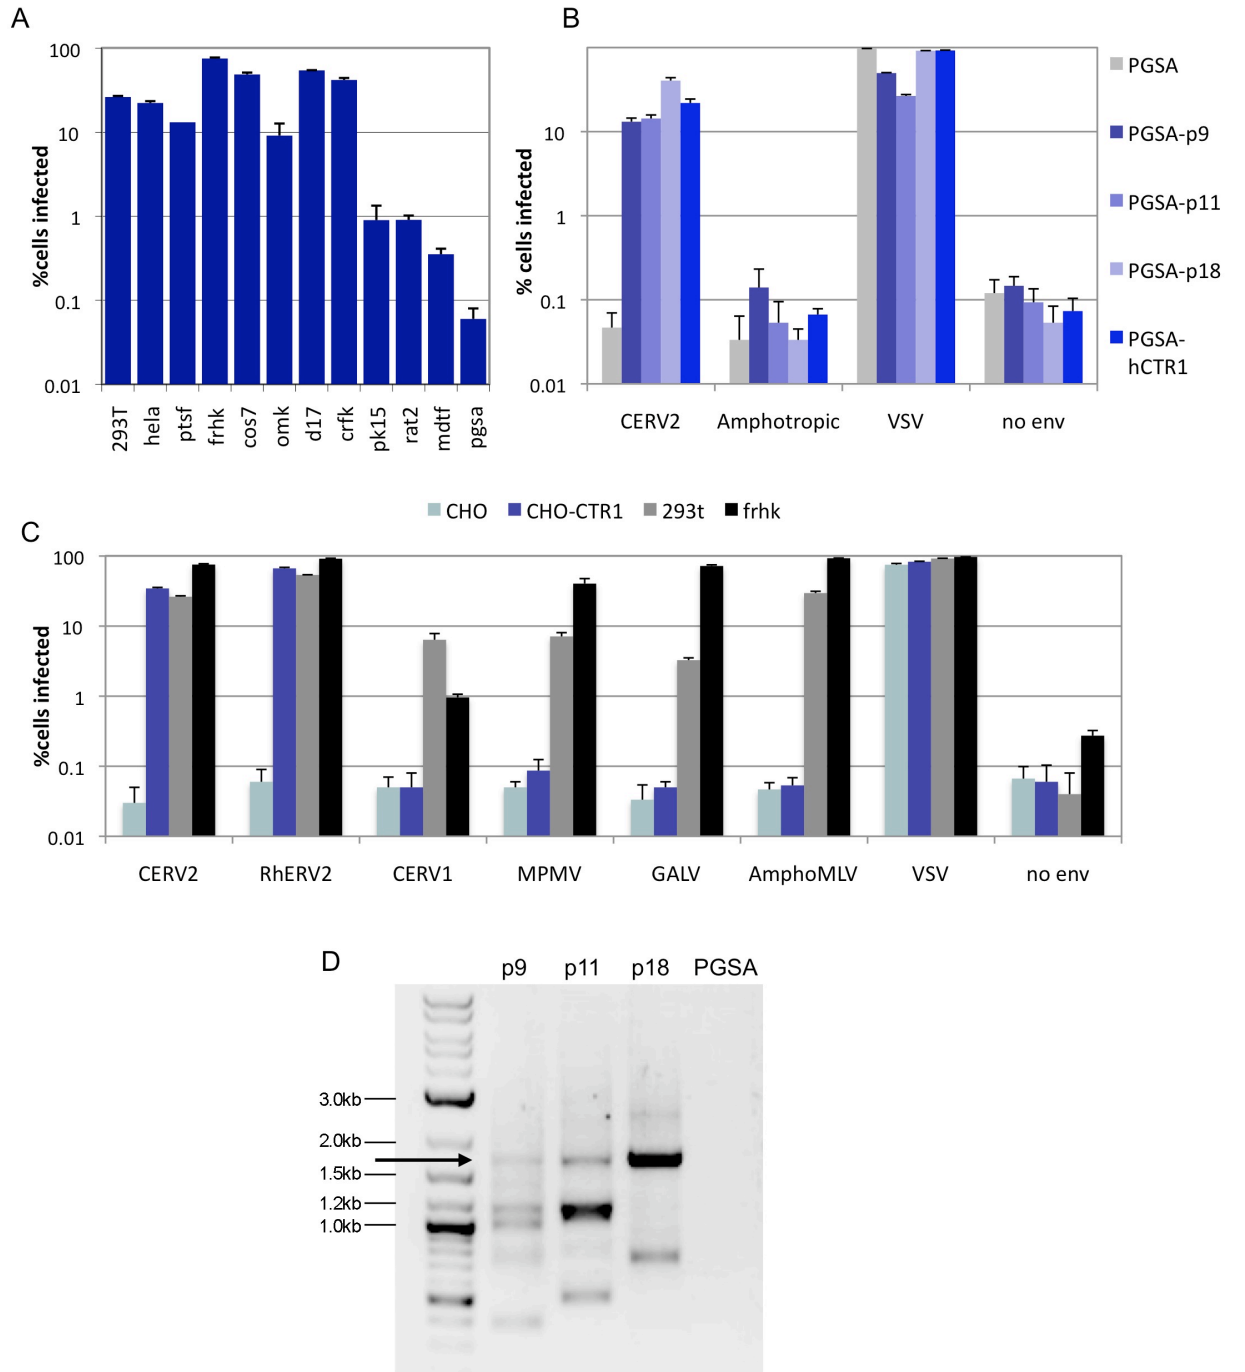 A
%cells infected
100
10
1
0.1
0.01
293T
hela
ptsf
frhk
cos7
omk
d17
crfk
pk15
rat2
mdtf
pgsa
B
% cells infected
10
1
0.1
0.01
CERV2
Amphotropic
VSV
no env
PGSA
PGSA-p9
PGSA-p11
PGSA-p18
PGSA-
hCTR1
CHO
CHO-CTR1
293t
frhk
C
%cells infected
100
10
1
0.1
0.01
CERV2
RhERV2
CERV1
MPMV
GALV
AmphoMLV
VSV
no env
D
p9
p11
p18
PGSA
3.0kb
2.0kb
1.5kb
1.2kb
1.0kb